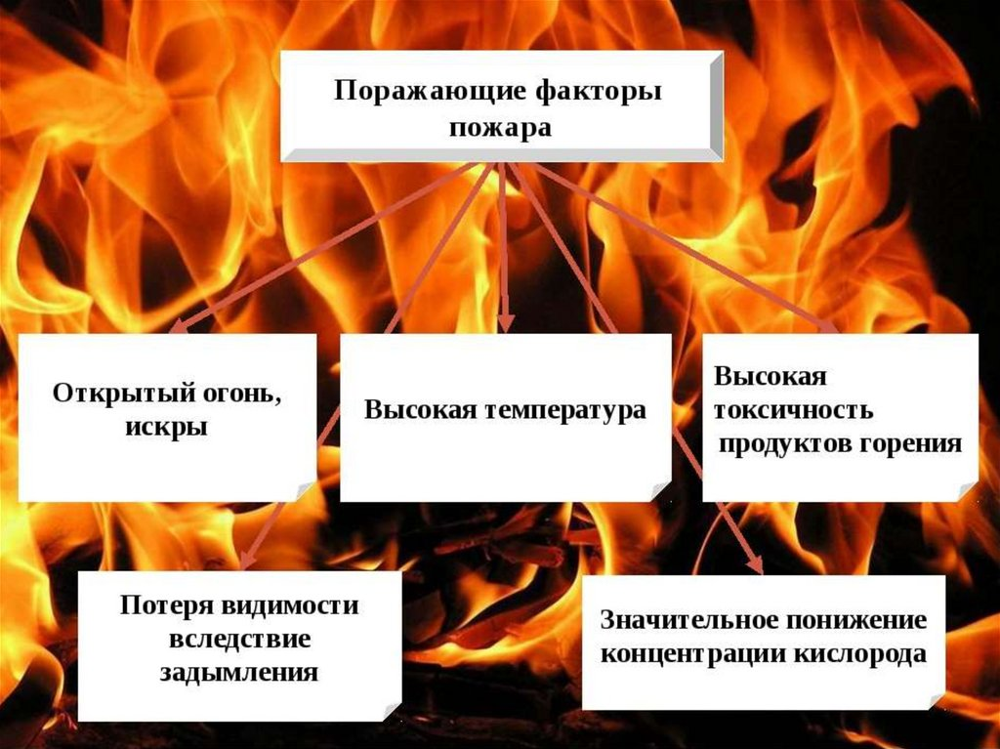 Поражающие факторы
пожара
Открытый огонь,
искры
Высокая температура
Высокая
токсичность
продуктов горения
Потеря видимости
вследствие
задымления
Значительное понижение
концентрации кислорода